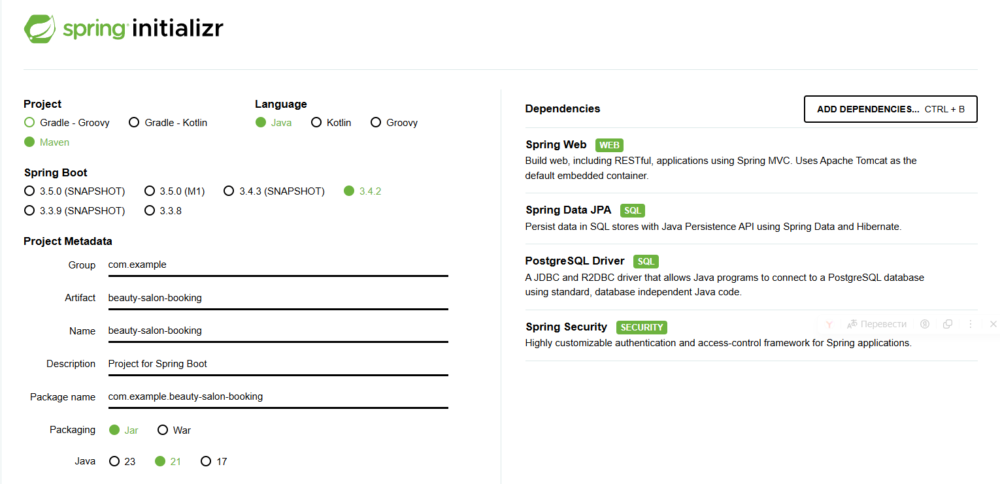 spring initializr
Project
Gradle - Groovy Gradle - Kotlin
Maven
Language
Java Kotlin Groovy
Spring Boot
3.5.0 (SNAPSHOT) 3.5.0 (M1) 3.4.3 (SNAPSHOT) 3.4.2
3.3.9 (SNAPSHOT) 3.3.8
Project Metadata
Group com.example
Artifact beauty-salon-booking
Name beauty-salon-booking
Description Project for Spring Boot
Package name com.example.beauty-salon-booking
Packaging Jar War
Java 23 21 17
Dependencies ADD DEPENDENCIES... CTRL + B
Spring Web WEB
Build web, including RESTful, applications using Spring MVC. Uses Apache Tomcat as the
default embedded container.
Spring Data JPA SQL
Persist data in SQL stores with Java Persistence API using Spring Data and Hibernate.
PostgreSQL Driver SQL
A JDBC and R2DBC driver that allows Java programs to connect to a PostgreSQL database
using standard, database independent Java code.
Spring Security SECURITY
Highly customizable authentication and access-control framework for Spring applications.
Перевести